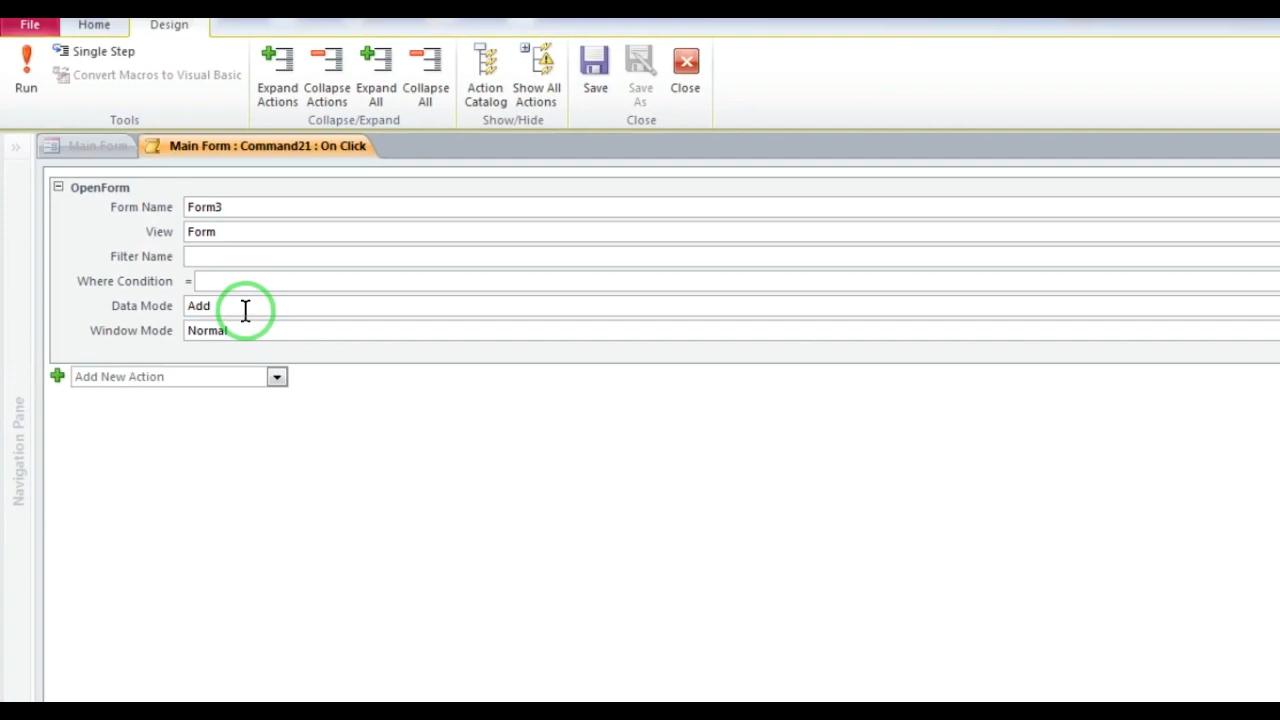 File Home Design
Run
Single Step
Convert Macros to Visual Basic
Tools
Expand Actions
Collapse Actions
Expand All
Collapse All
Collapse/Expand
Action Catalog
Show All Actions
Show/Hide
Save
Save As
Close
Close
Main Form
Main Form : Command21 : On Click
OpenForm
Form Name Form3
View Form
Filter Name
Where Condition =
Data Mode Add
Window Mode Normal
Add New Action
Navigation Pane